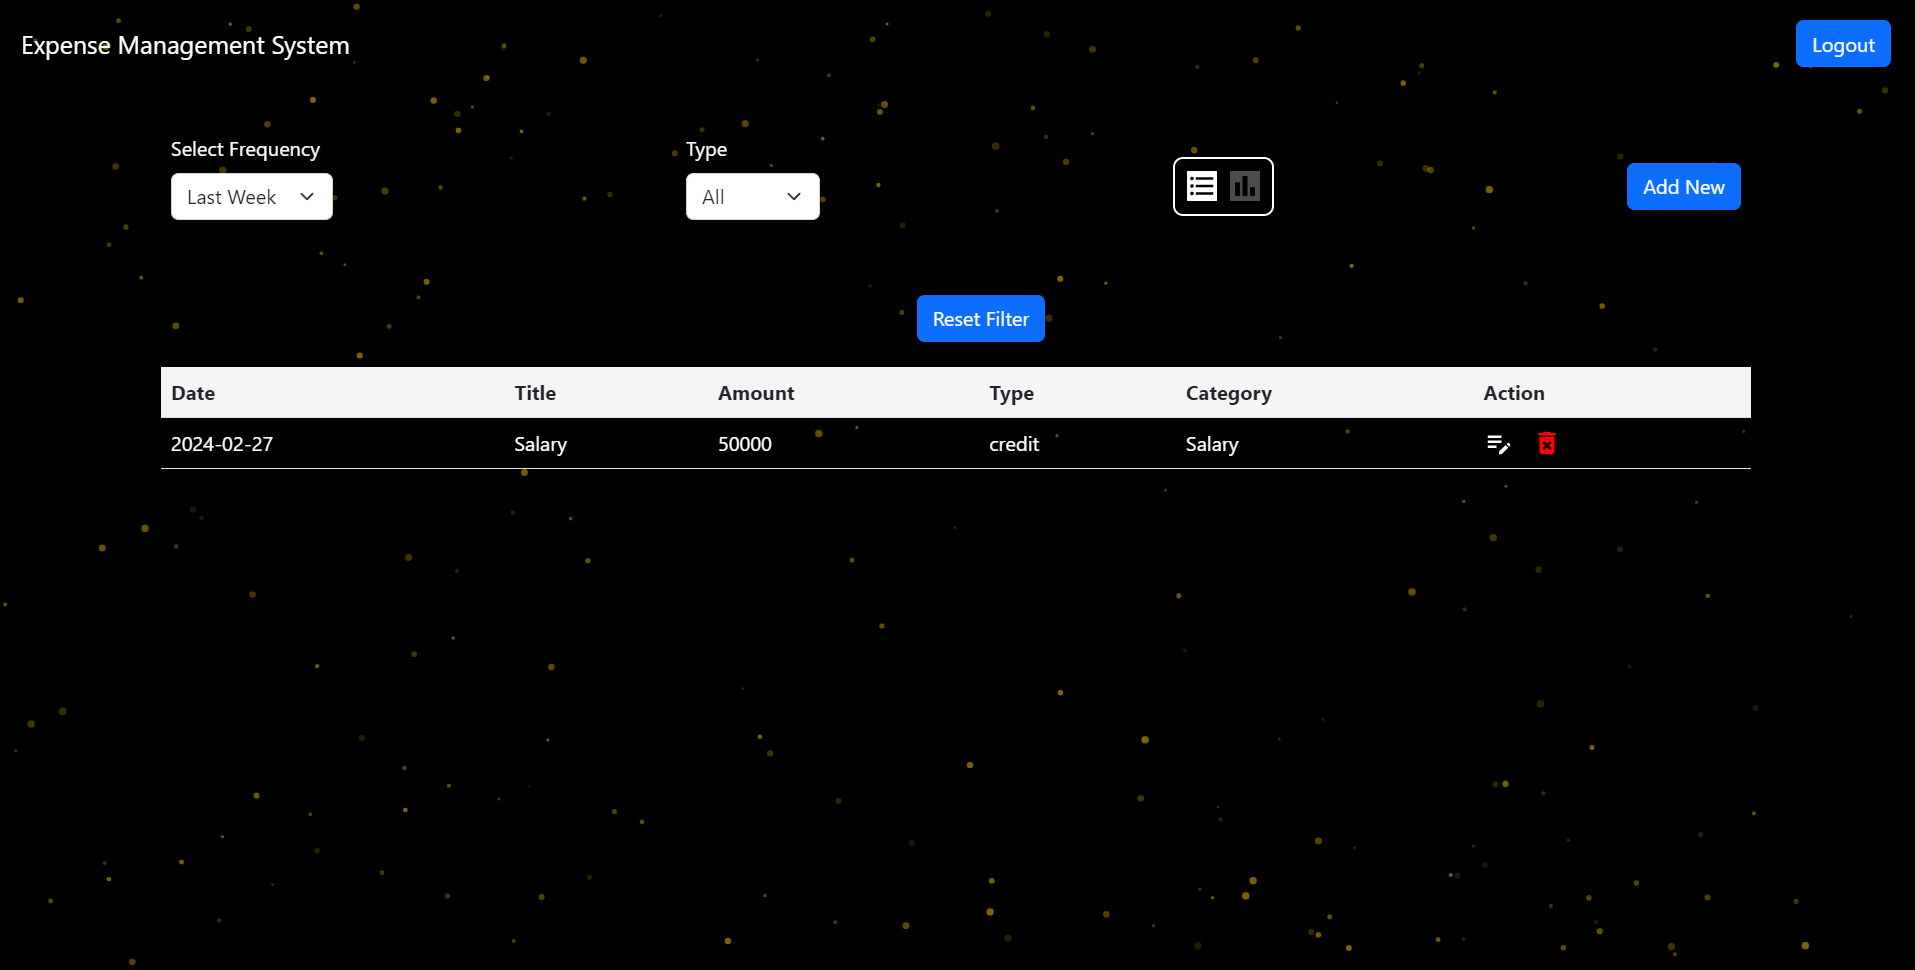 Expense Management System
Logout
Select Frequency
Type
Last Week
All
Add New
Reset Filter
Date Title Amount Type Category Action
2024-02-27 Salary 50000 credit Salary